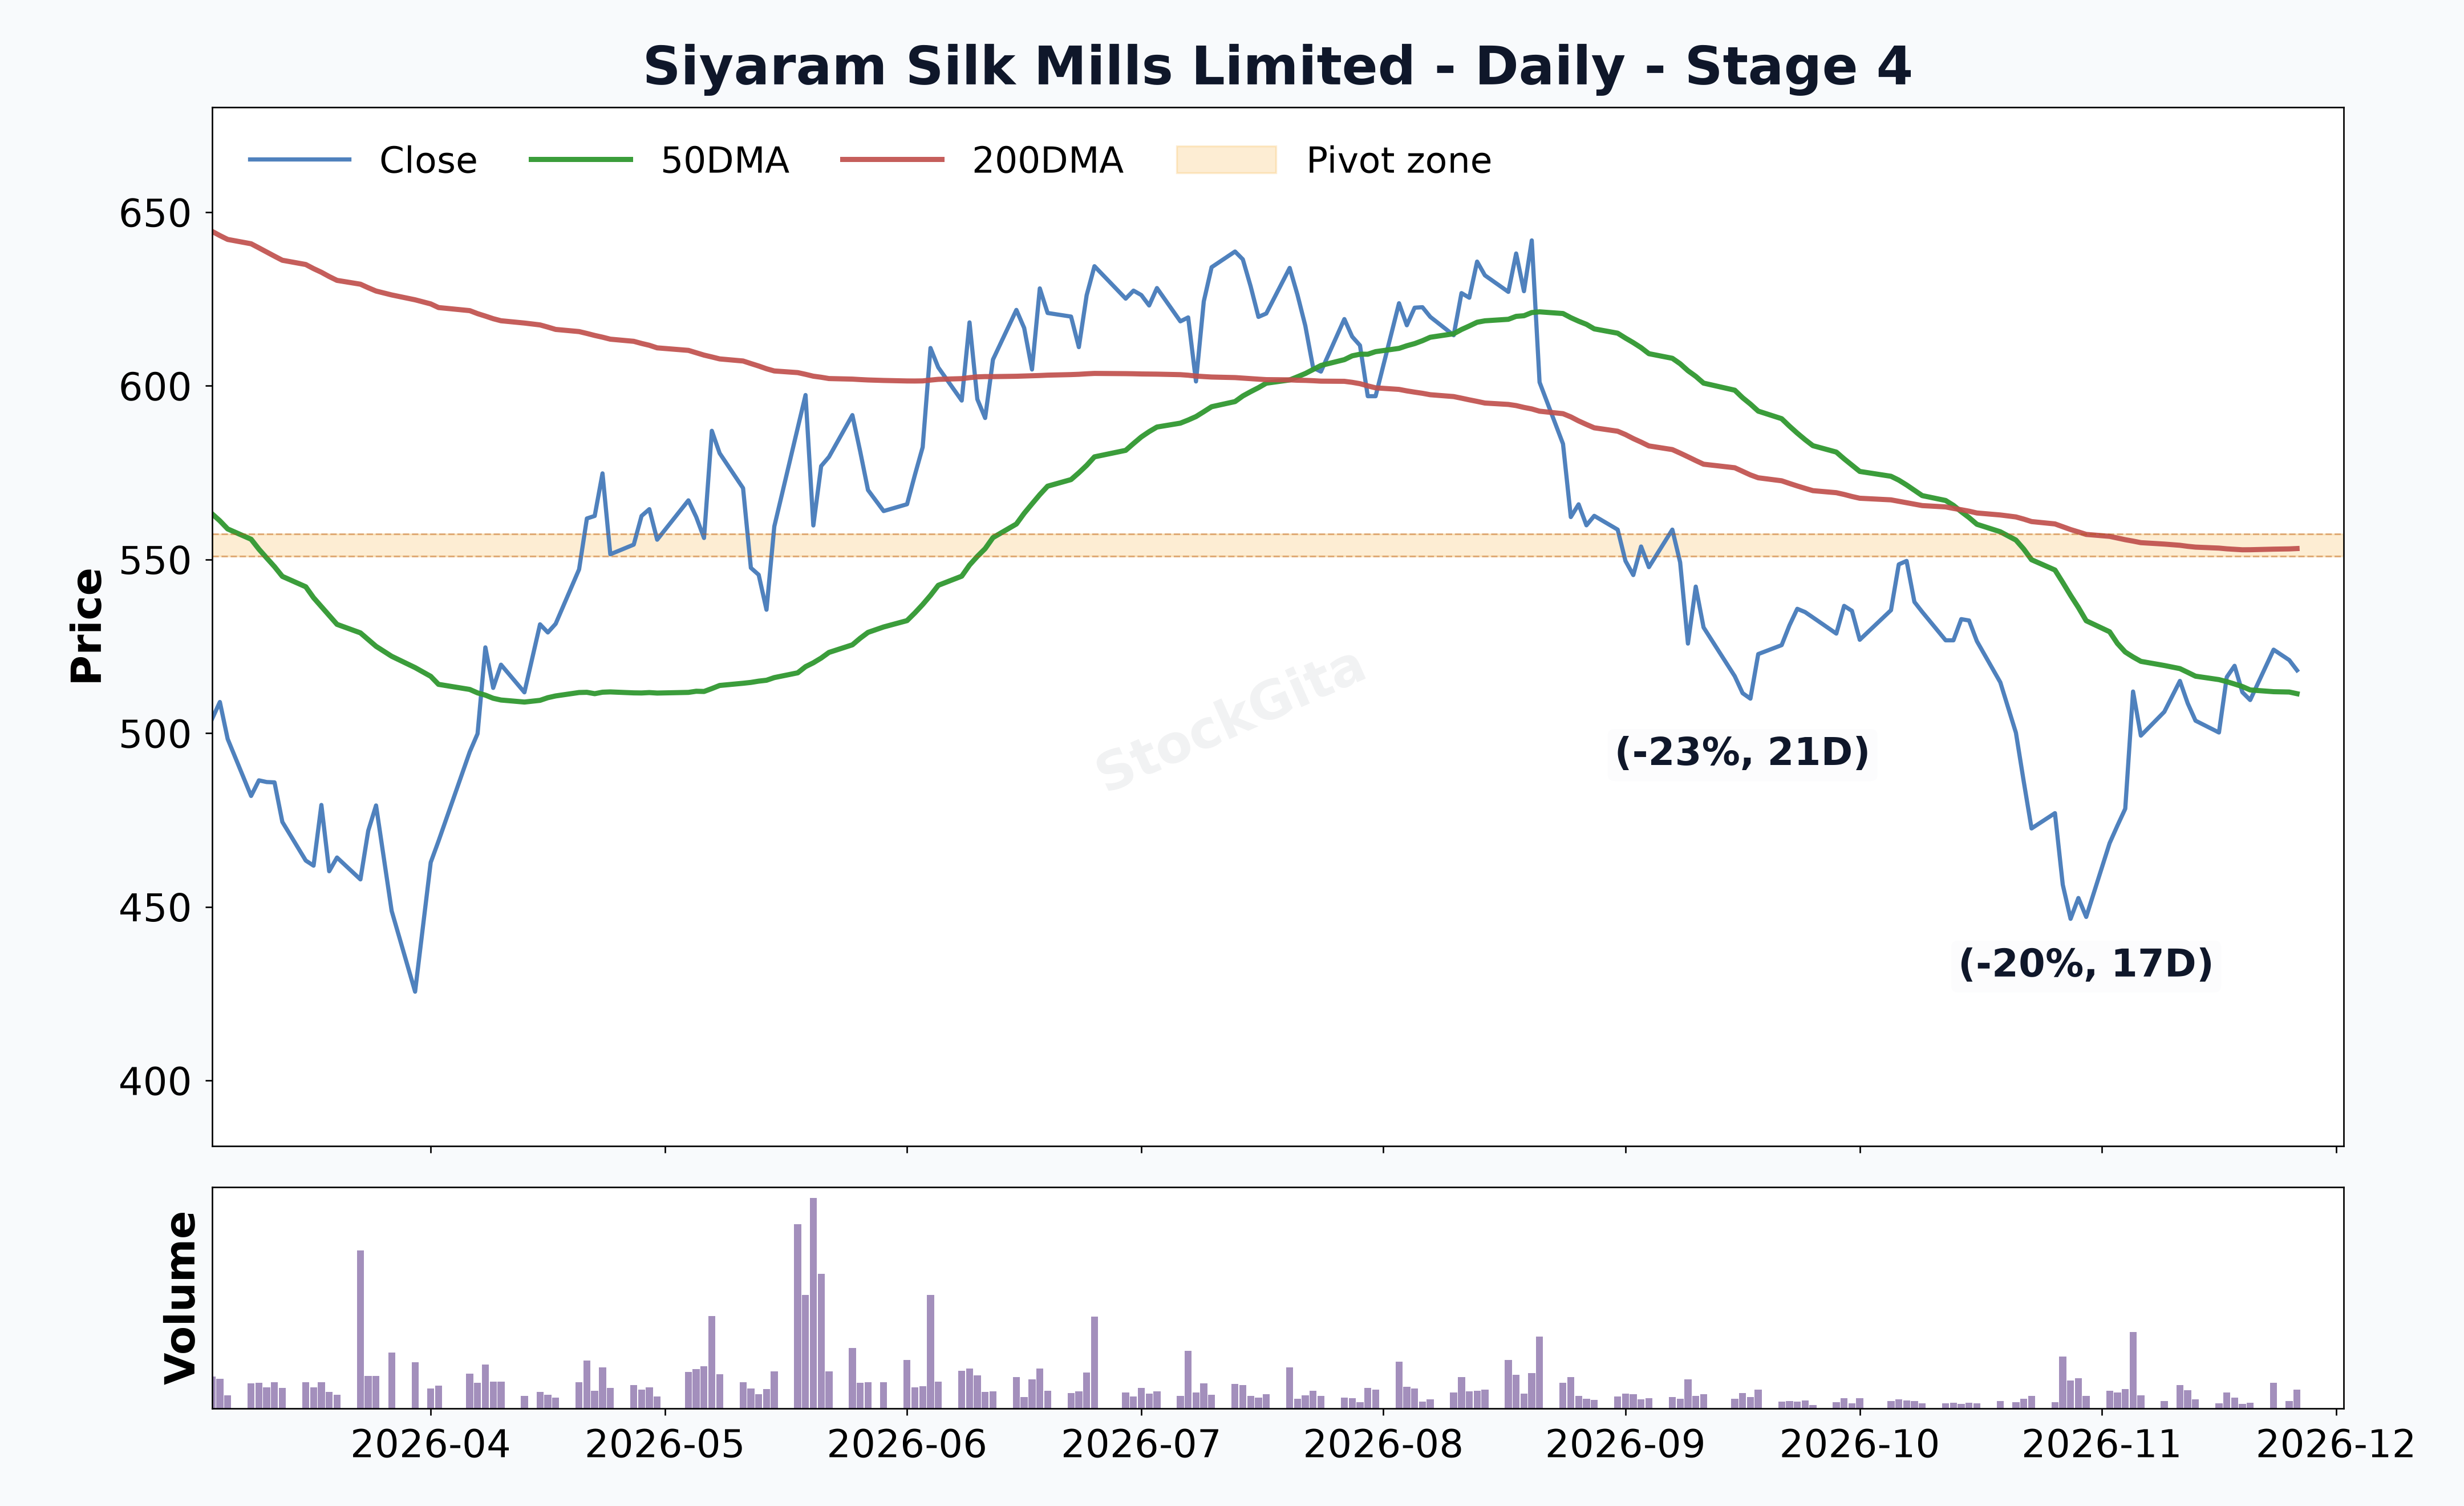 Siyaram Silk Mills Limited - Daily - Stage 4
Close 50DMA 200DMA Pivot zone
650
600
550
500
450
400
Price
StockGita
(-23%, 21D)
(-20%, 17D)
Volume
2026-04 2026-05 2026-06 2026-07 2026-08 2026-09 2026-10 2026-11 2026-12